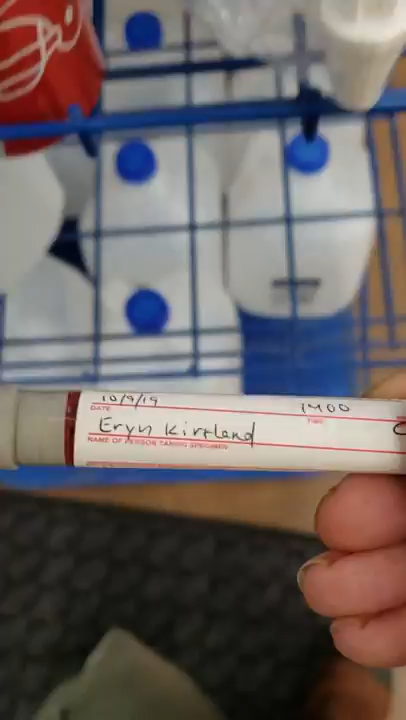 10/9/19 1400
DATE TIME
Eryn Kirtland
NAME OF PERSON TAKING SPECIMEN